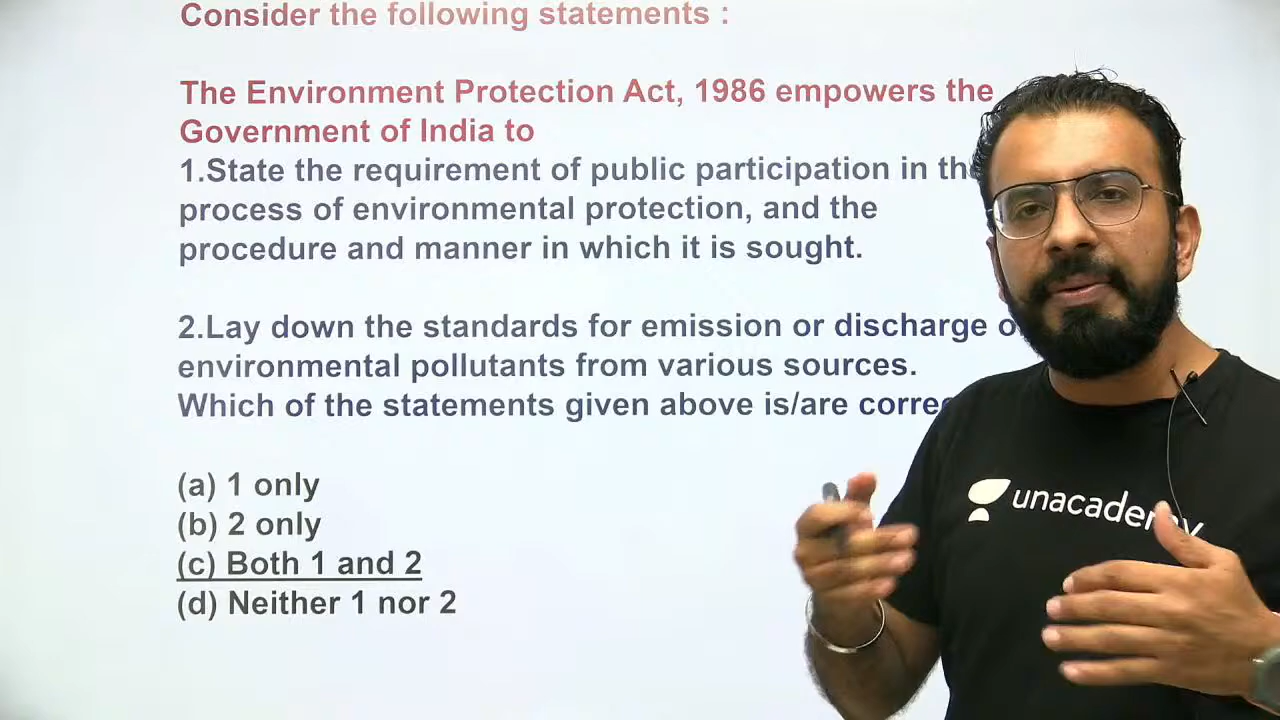 Consider the following statements :
The Environment Protection Act, 1986 empowers the
Government of India to
1.State the requirement of public participation in the
process of environmental protection, and the
procedure and manner in which it is sought.
2.Lay down the standards for emission or discharge
environmental pollutants from various sources.
Which of the statements given above is/are
(a) 1 only
(b) 2 only
(c) Both 1 and 2
(d) Neither 1 nor 2
unacademy